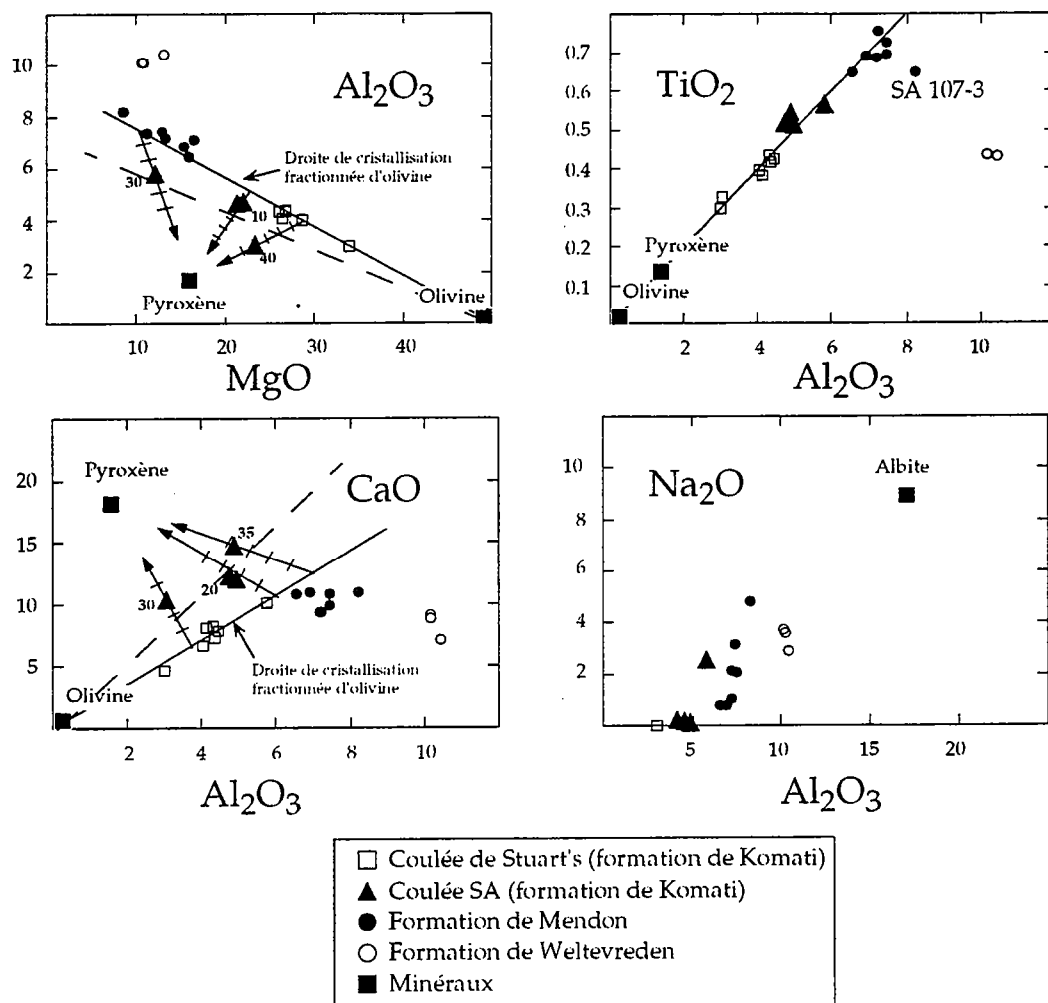 10
8
6
4
2
Al₂O₃
Droite de cristallisation
fractionnée d'olivine
30
10
40
Pyroxène
Olivine
10
20
30
40
MgO
0.7
0.6
0.5
0.4
0.3
0.2
0.1
TiO₂
SA 107-3
Pyroxène
Olivine
2
4
6
8
10
Al₂O₃
20
15
10
5
Pyroxène
CaO
35
20
30
Droite de cristallisation
fractionnée d'olivine
Olivine
2
4
6
8
10
Al₂O₃
10
8
6
4
2
Na₂O
Albite
5
10
15
20
Al₂O₃
Coulée de Stuart's (formation de Komati)
Coulée SA (formation de Komati)
Formation de Mendon
Formation de Weltevreden
Minéraux